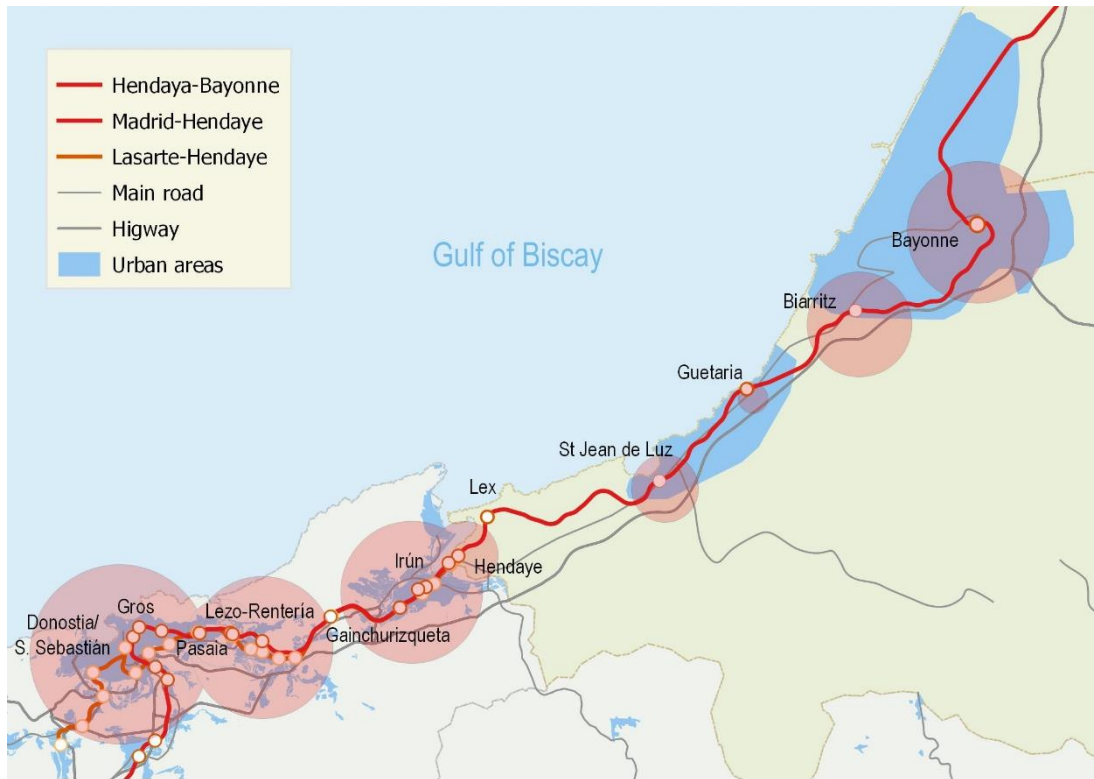 Hendaya-Bayonne
Madrid-Hendaye
Lasarte-Hendaye
Main road
Higway
Urban areas
Gulf of Biscay
Bayonne
Biarritz
Guetaria
St Jean de Luz
Lex
Irún
Hendaye
Gros
Lezo-Rentería
Donostia/
S. Sebastián
Pasaia
Gainchurizqueta